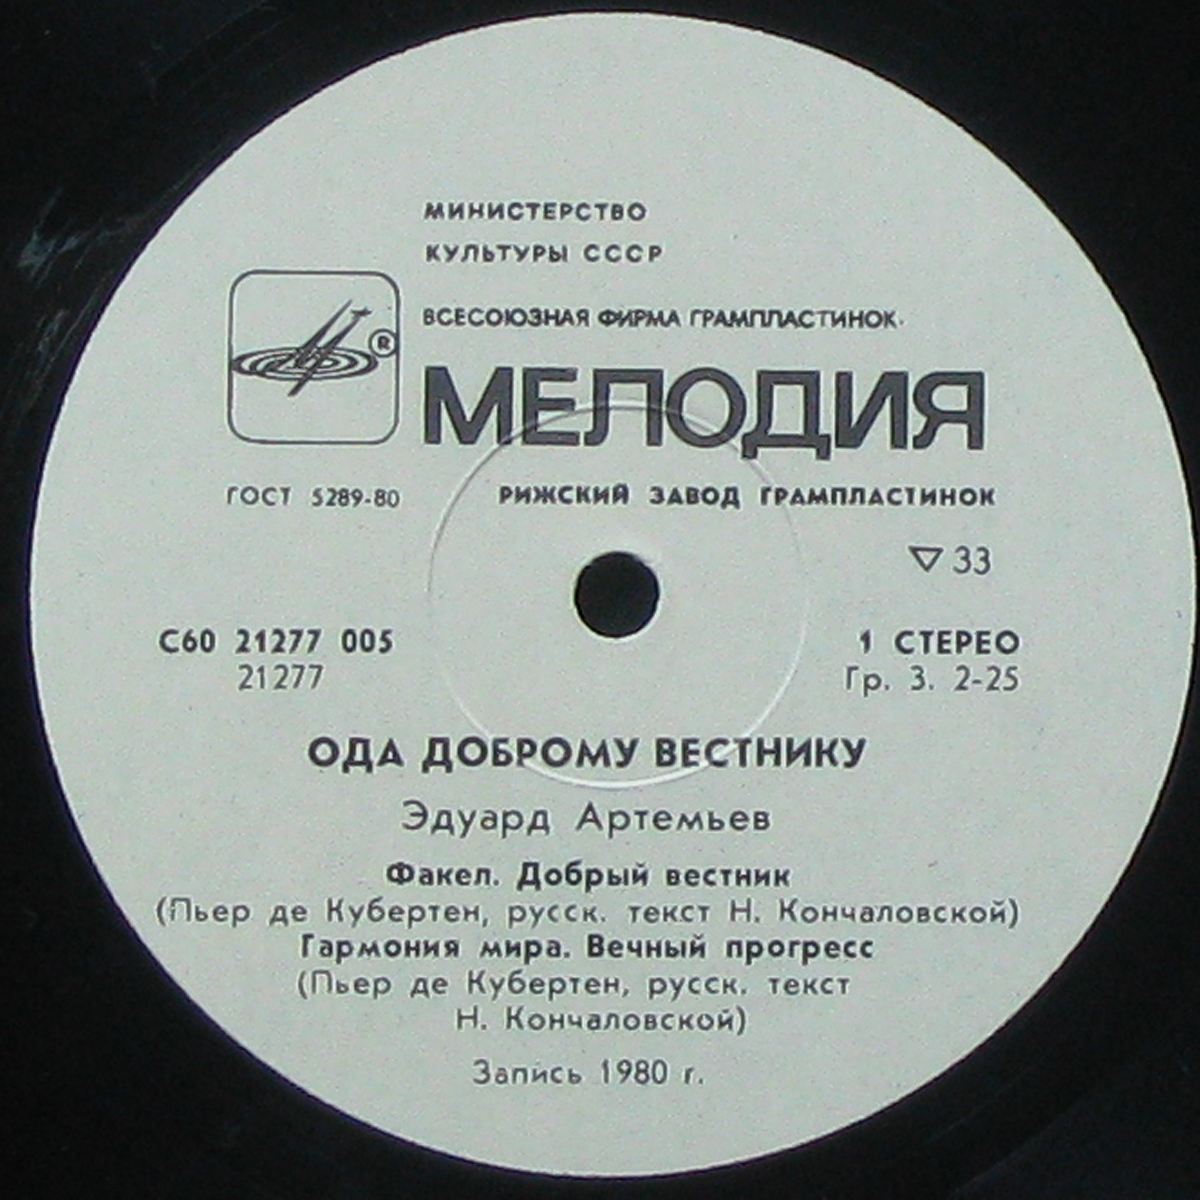 МИНИСТЕРСТВО
КУЛЬТУРЫ СССР
ВСЕСОЮЗНАЯ ФИРМА ГРАМПЛАСТИНОК
®
МЕЛОДИЯ
ГОСТ 5289-80 РИЖСКИЙ ЗАВОД ГРАМПЛАСТИНОК
▽ 33
С60 21277 005 1 СТЕРЕО
21277 Гр. 3. 2-25
ОДА ДОБРОМУ ВЕСТНИКУ
Эдуард Артемьев
Факел. Добрый вестник
(Пьер де Кубертен, русск. текст Н. Кончаловской)
Гармония мира. Вечный прогресс
(Пьер де Кубертен, русск. текст
Н. Кончаловской)
Запись 1980 г.